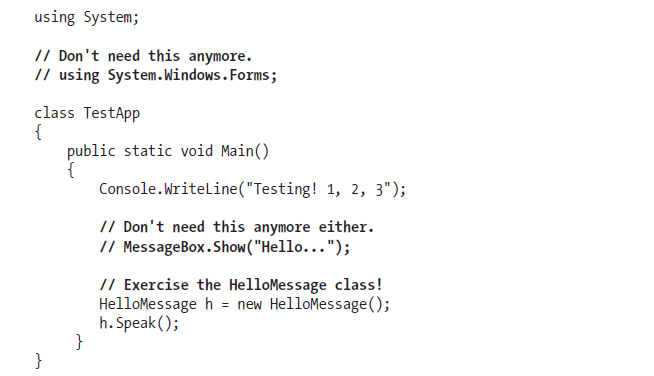 using System;
// Don't need this anymore.
// using System.Windows.Forms;
class TestApp
{
public static void Main()
{
Console.WriteLine("Testing! 1, 2, 3");
// Don't need this anymore either.
// MessageBox.Show("Hello...");
// Exercise the HelloMessage class!
HelloMessage h = new HelloMessage();
h.Speak();
}
}